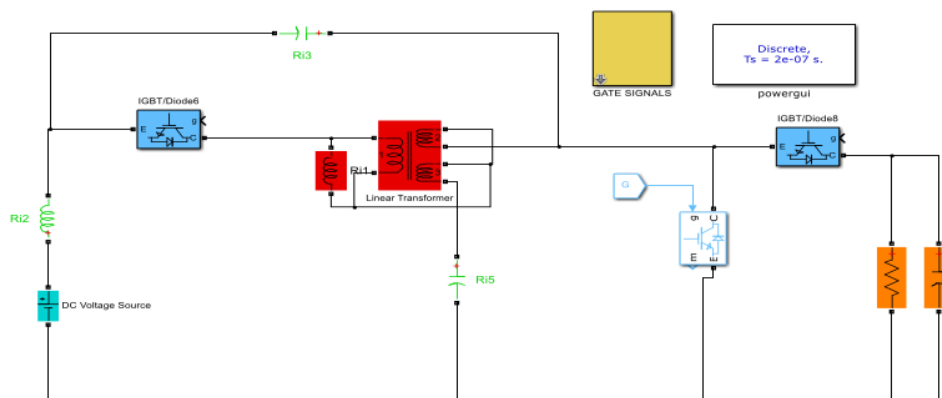 Ri3
GATE SIGNALS
Discrete,
Ts = 2e-07 s.
powergui
IGBT/Diode6
E
g
C
Ri1
Linear Transformer
IGBT/Diode8
E
g
C
G
g
C
m
E
Ri2
DC Voltage Source
Ri5